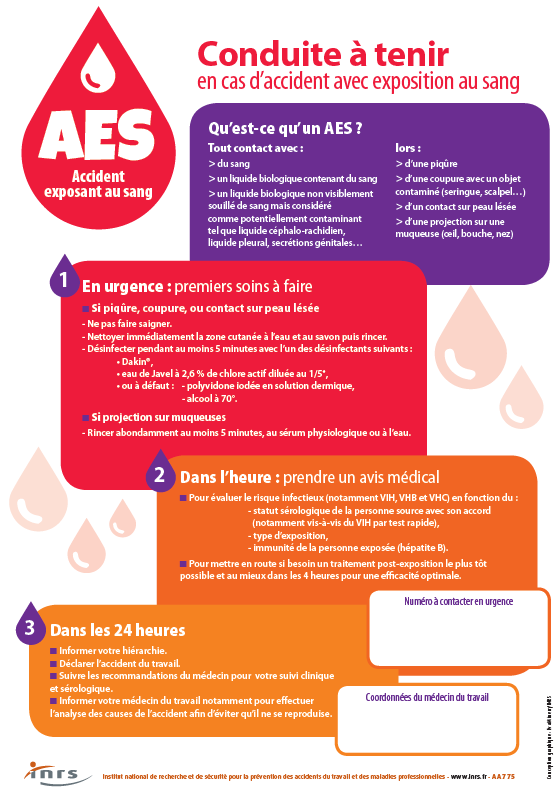 AES
Accident
exposant au sang
Conduite à tenir
en cas d'accident avec exposition au sang
Qu'est-ce qu'un AES ?
Tout contact avec :
> du sang
> un liquide biologique contenant du sang
> un liquide biologique non visiblement
souillé de sang mais considéré
comme potentiellement contaminant
tel que liquide céphalo-rachidien,
liquide pleural, secrétions génitales…
lors :
> d'une piqûre
> d'une coupure avec un objet
contaminé (seringue, scalpel…)
> d'un contact sur peau lésée
> d'une projection sur une
muqueuse (œil, bouche, nez)
1
En urgence : premiers soins à faire
Si piqûre, coupure, ou contact sur peau lésée
- Ne pas faire saigner.
- Nettoyer immédiatement la zone cutanée à l'eau et au savon puis rincer.
- Désinfecter pendant au moins 5 minutes avec l'un des désinfectants suivants :
• Dakin®,
• eau de Javel à 2,6 % de chlore actif diluée au 1/5e,
• ou à défaut : - polyvidone iodée en solution dermique,
- alcool à 70°.
Si projection sur muqueuses
- Rincer abondamment au moins 5 minutes, au sérum physiologique ou à l'eau.
2
Dans l'heure : prendre un avis médical
Pour évaluer le risque infectieux (notamment VIH, VHB et VHC) en fonction du :
- statut sérologique de la personne source avec son accord
(notamment vis-à-vis du VIH par test rapide),
- type d'exposition,
- immunité de la personne exposée (hépatite B).
Pour mettre en route si besoin un traitement post-exposition le plus tôt
possible et au mieux dans les 4 heures pour une efficacité optimale.
Numéro à contacter en urgence
3
Dans les 24 heures
Informer votre hiérarchie.
Déclarer l'accident du travail.
Suivre les recommandations du médecin pour votre suivi clinique
et sérologique.
Informer votre médecin du travail notamment pour effectuer
l'analyse des causes de l'accident afin d'éviter qu'il ne se reproduise.
Coordonnées du médecin du travail
inrs
Institut national de recherche et de sécurité pour la prévention des accidents du travail et des maladies professionnelles - www.inrs.fr - AA 775
Conception graphique :